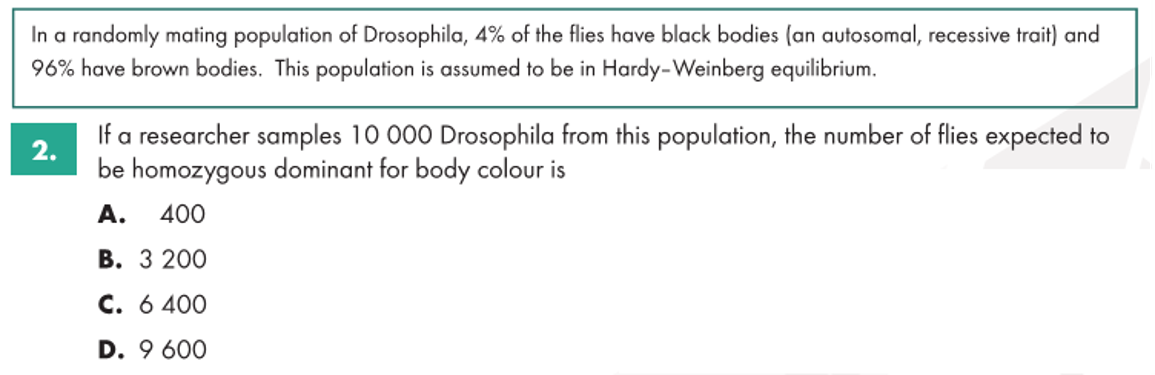 In a randomly mating population of Drosophila, 4% of the flies have black bodies (an autosomal, recessive trait) and
96% have brown bodies. This population is assumed to be in Hardy–Weinberg equilibrium.
2. If a researcher samples 10 000 Drosophila from this population, the number of flies expected to
be homozygous dominant for body colour is
A. 400
B. 3 200
C. 6 400
D. 9 600